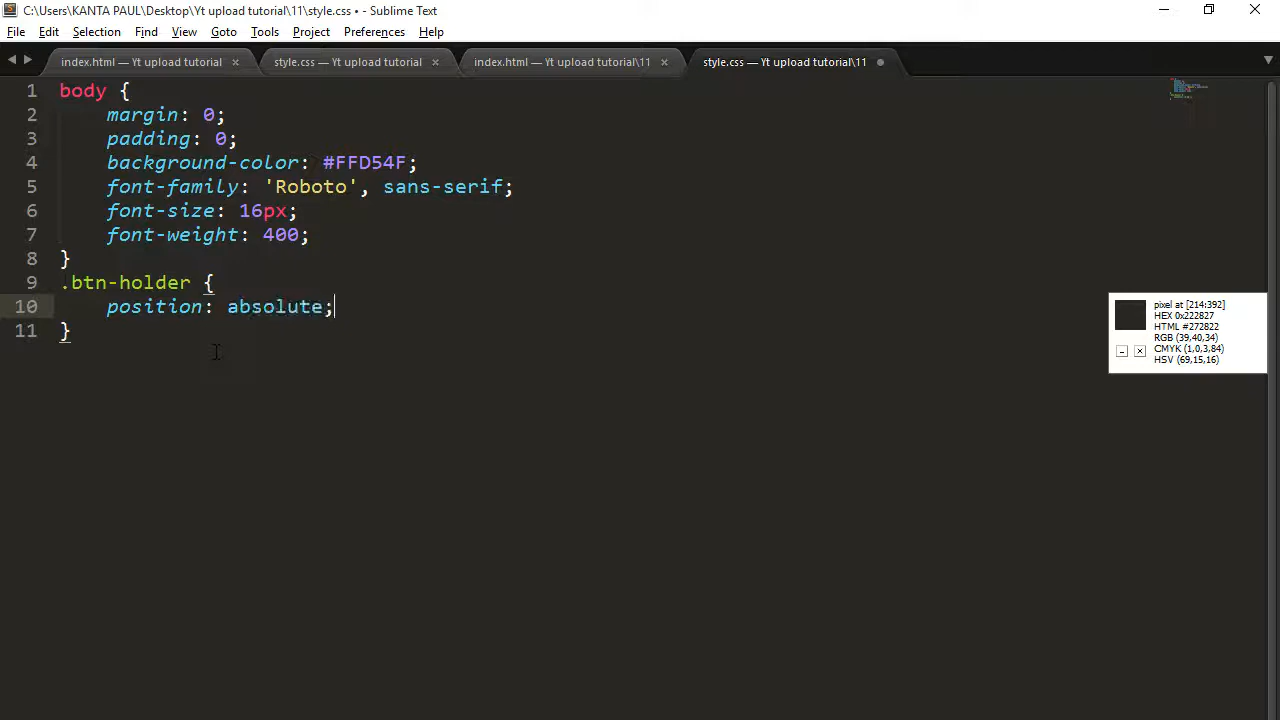 C:\Users\KANTA PAUL\Desktop\Yt upload tutorial\11\style.css • - Sublime Text
File Edit Selection Find View Goto Tools Project Preferences Help
index.html — Yt upload tutorial × style.css — Yt upload tutorial × index.html — Yt upload tutorial\11 × style.css — Yt upload tutorial\11
1 body {
2 margin: 0;
3 padding: 0;
4 background-color: #FFD54F;
5 font-family: 'Roboto', sans-serif;
6 font-size: 16px;
7 font-weight: 400;
8 }
9 .btn-holder {
10 position: absolute;
11 }
pixel at [214:392]
HEX 0x222827
HTML #272822
RGB (39,40,34)
CMYK (1,0,3,84)
HSV (69,15,16)